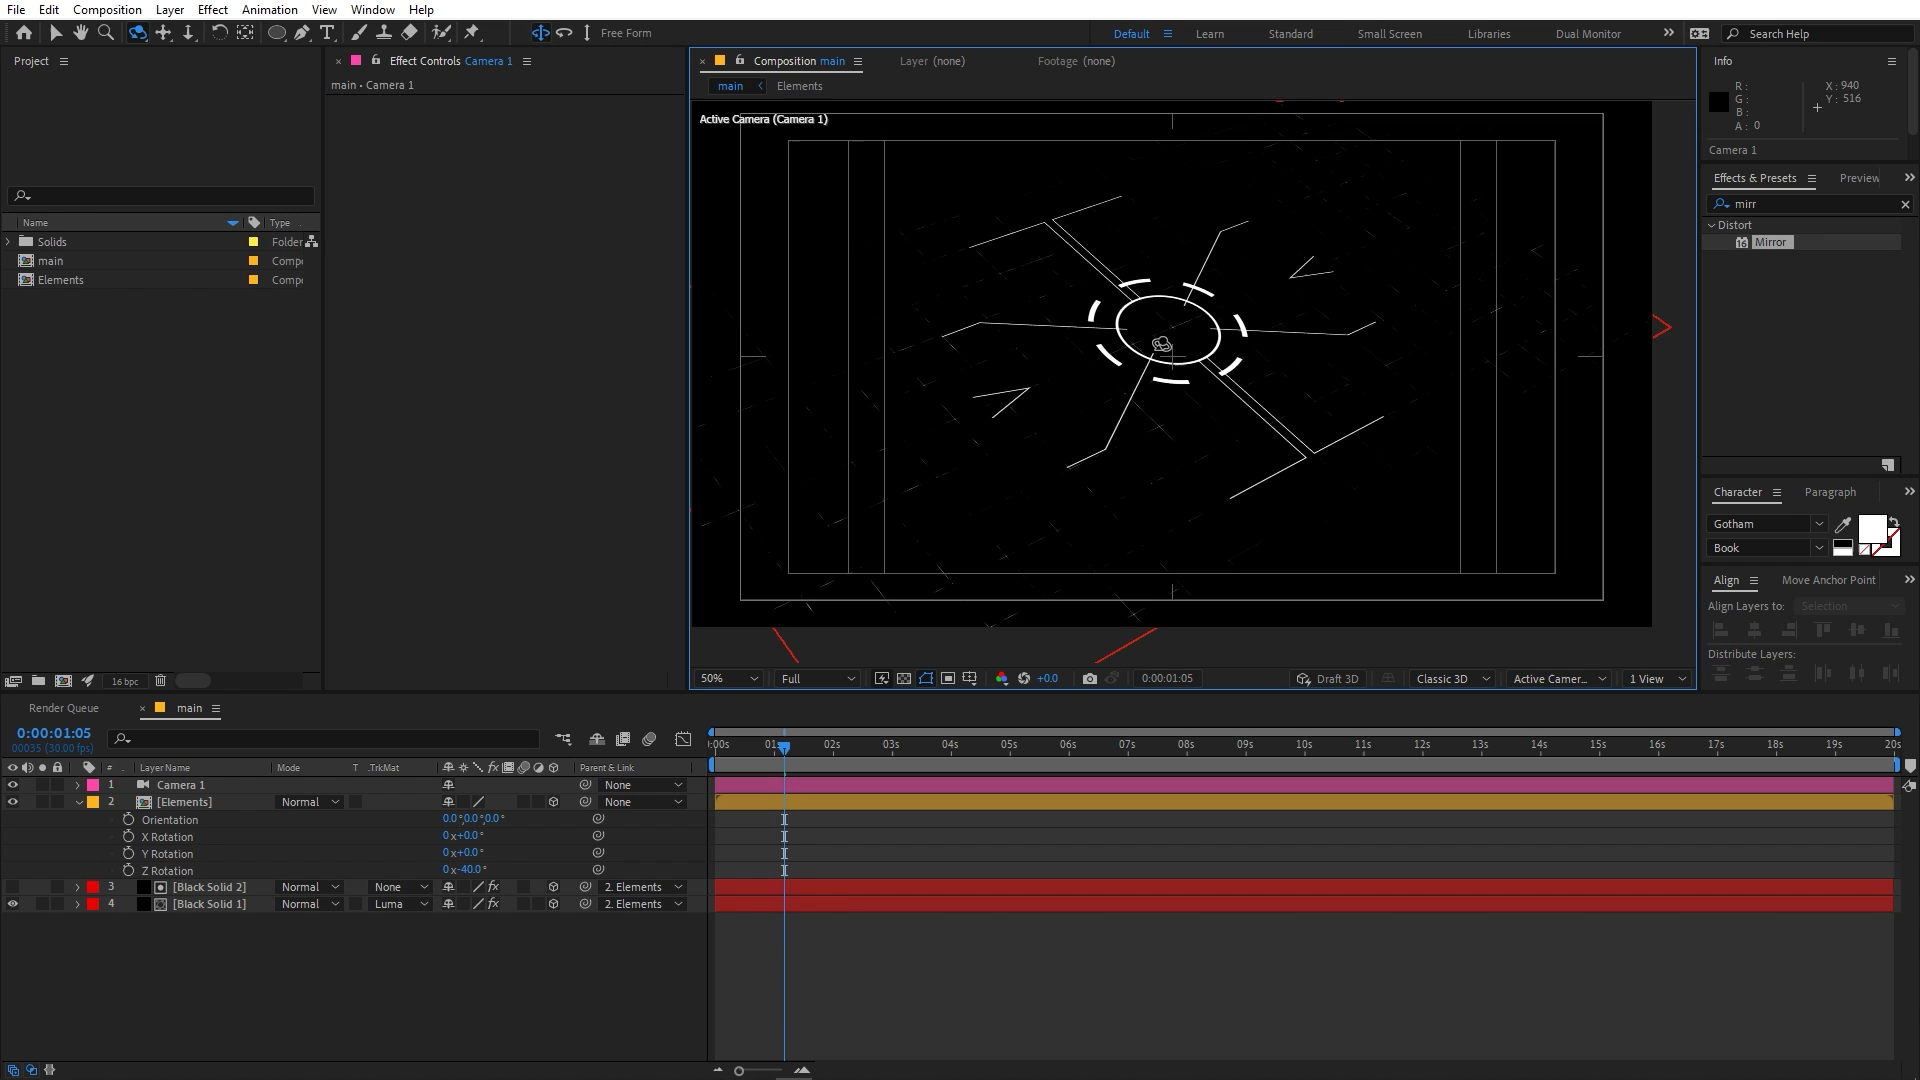 File Edit Composition Layer Effect Animation View Window Help
Free Form
Default Learn Standard Small Screen Libraries Dual Monitor Search Help
Project
Effect Controls Camera 1
main • Camera 1
Composition main
Layer (none)
Footage (none)
main Elements
Active Camera (Camera 1)
Info
R :
G :
B :
A : 0
X : 940
Y : 516
Camera 1
Effects & Presets Preview
mirr
Distort
Mirror
Name Type
Solids Folder
main Comp
Elements Comp
Character Paragraph
Gotham
Book
Align Move Anchor Point
Align Layers to: Selection
Distribute Layers:
16 bpc
50% Full +0.0 0:00:01:05 Draft 3D Classic 3D Active Camer... 1 View
Render Queue main
0:00:01:05
00035 (30.00 fps)
:00s 01 02s 03s 04s 05s 06s 07s 08s 09s 10s 11s 12s 13s 14s 15s 16s 17s 18s 19s 20s
# Layer Name Mode T .TrkMat Parent & Link
1 Camera 1 None
2 [Elements] Normal None
Orientation 0.0°,0.0°,0.0°
X Rotation 0x+0.0°
Y Rotation 0x+0.0°
Z Rotation 0x-40.0°
3 [Black Solid 2] Normal None 2. Elements
4 [Black Solid 1] Normal Luma 2. Elements